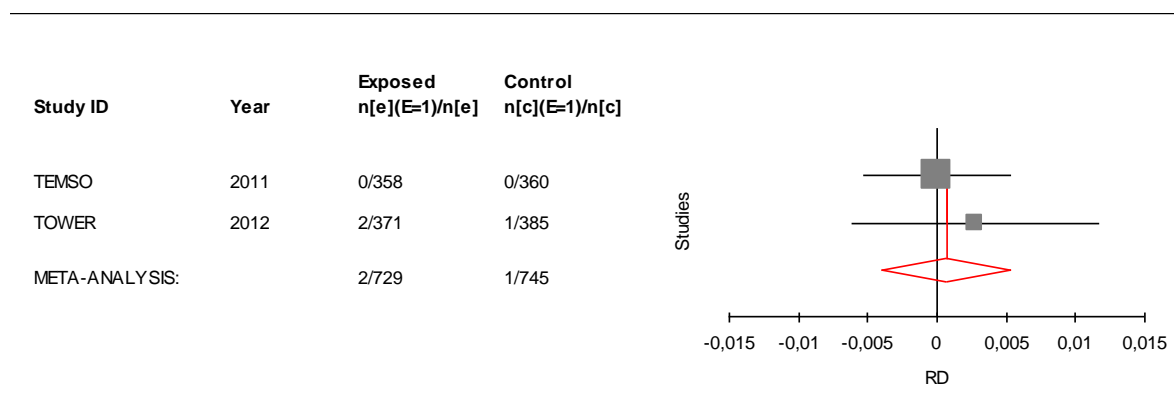 Exposed Control
Study ID Year n[e](E=1)/n[e] n[c](E=1)/n[c]
TEMSO 2011 0/358 0/360
TOWER 2012 2/371 1/385
META-ANALYSIS: 2/729 1/745
Studies
-0,015 -0,01 -0,005 0 0,005 0,01 0,015
RD